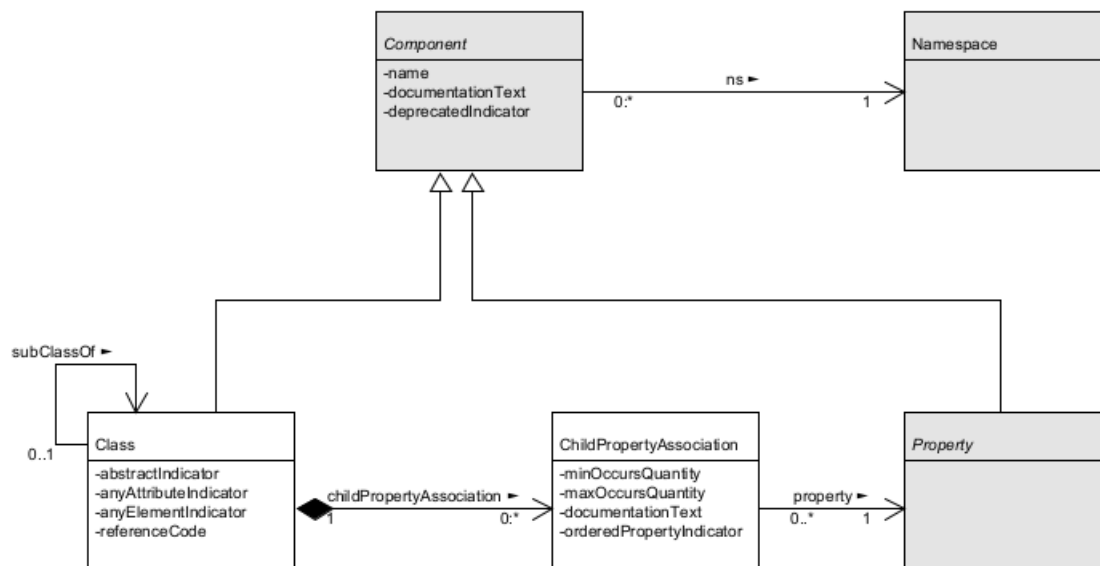 Component
-name
-documentationText
-deprecatedIndicator
Namespace
ns ►
0:*
1
subClassOf ►
0..1
Class
-abstractIndicator
-anyAttributeIndicator
-anyElementIndicator
-referenceCode
childPropertyAssociation ►
1
0:*
ChildPropertyAssociation
-minOccursQuantity
-maxOccursQuantity
-documentationText
-orderedPropertyIndicator
property ►
0..*
1
Property